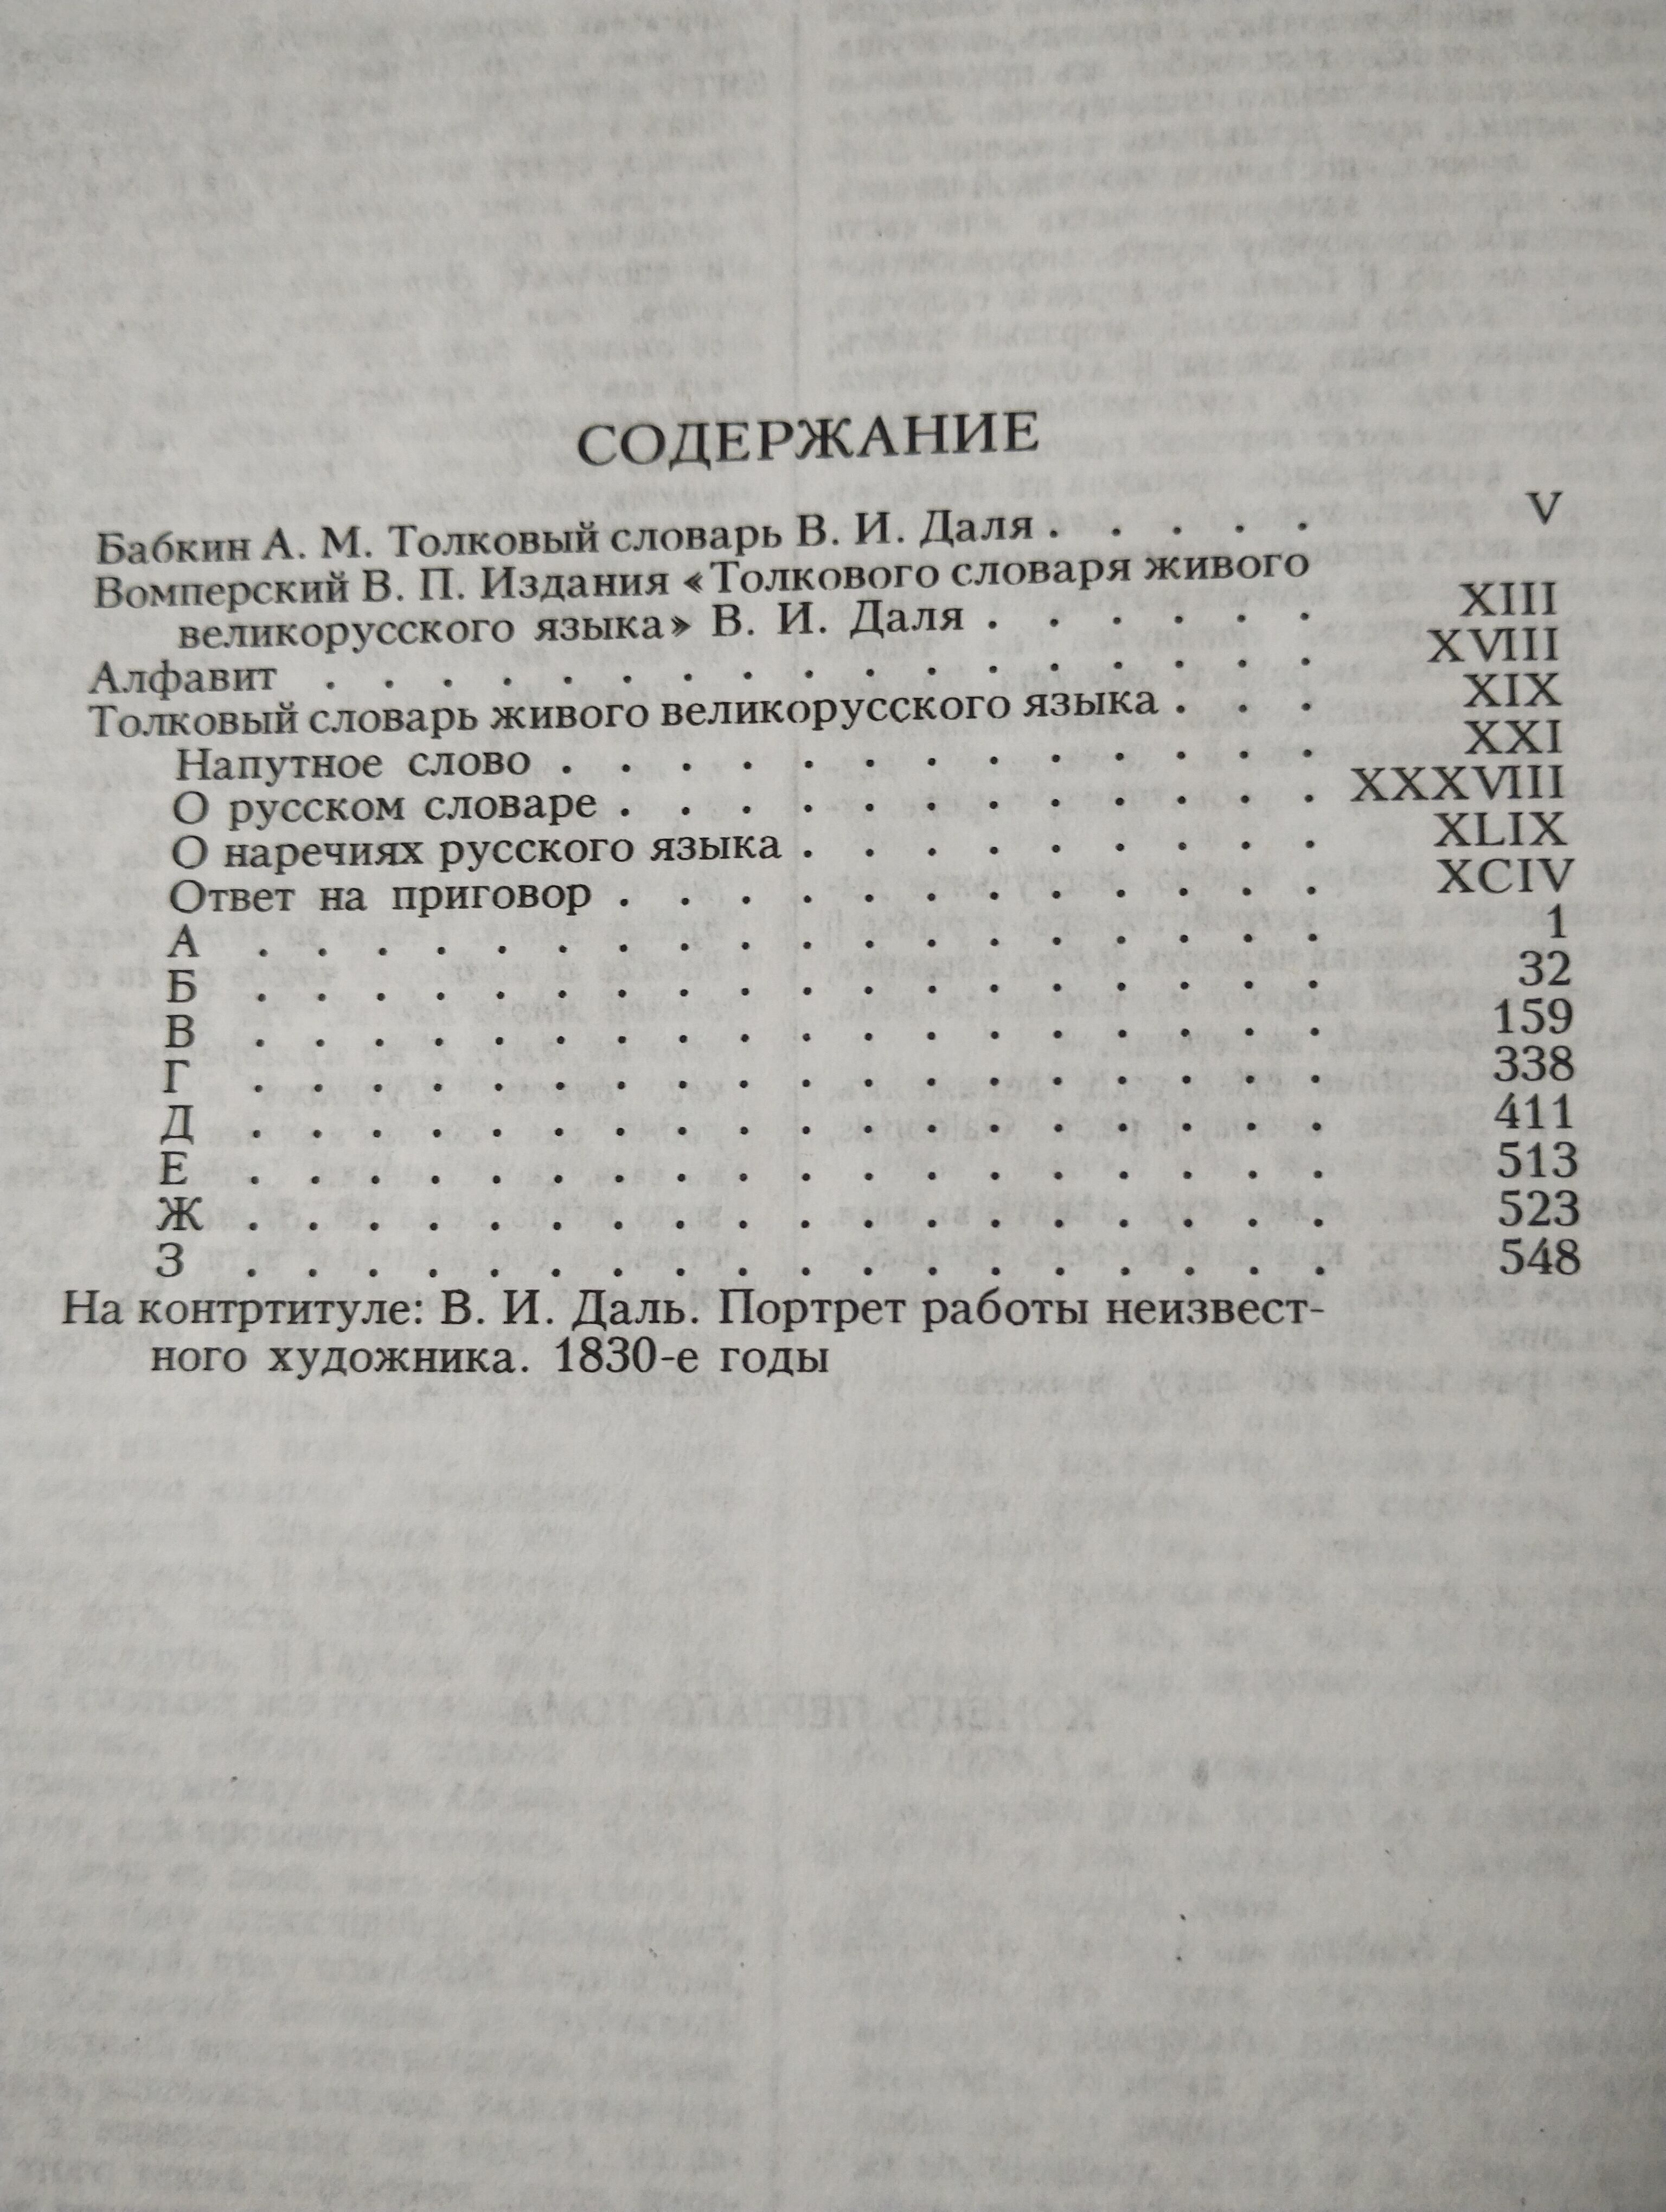 СОДЕРЖАНИЕ
Бабкин А. М. Толковый словарь В. И. Даля . . . . . V
Вомперский В. П. Издания «Толкового словаря живого
великорусского языка» В. И. Даля . . . . . . XIII
Алфавит . . . . . . . . . . . . . . . . . XVIII
Толковый словарь живого великорусского языка . . . XIX
Напутное слово . . . . . . . . . . . . . XXI
О русском словаре . . . . . . . . . . . . XXXVIII
О наречиях русского языка . . . . . . . . . XLIX
Ответ на приговор . . . . . . . . . . . . XCIV
А . . . . . . . . . . . . . . . . . . 1
Б . . . . . . . . . . . . . . . . . . 32
В . . . . . . . . . . . . . . . . . . 159
Г . . . . . . . . . . . . . . . . . . 338
Д . . . . . . . . . . . . . . . . . . 411
Е . . . . . . . . . . . . . . . . . . 513
Ж . . . . . . . . . . . . . . . . . . 523
З . . . . . . . . . . . . . . . . . . 548
На контртитуле: В. И. Даль. Портрет работы неизвест-
ного художника. 1830-е годы